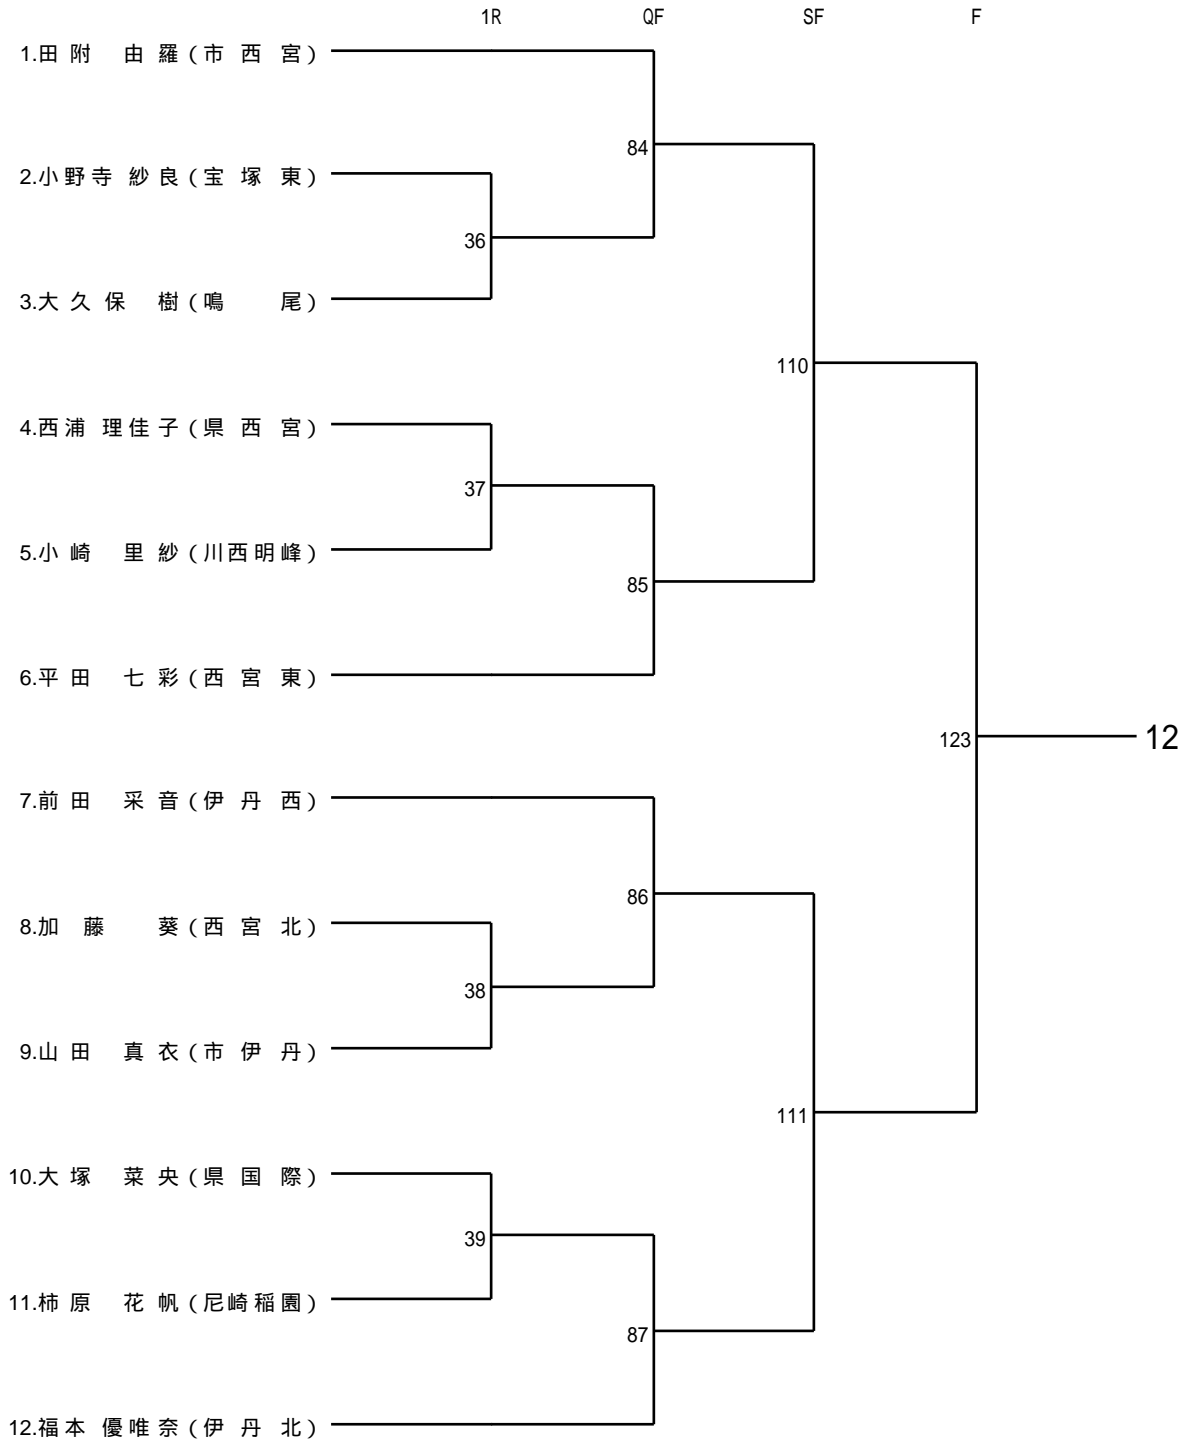 1R QF SF F
1.田附 由羅(市西宮)
84
2.小野寺 紗良(宝塚東)
36
3.大久保 樹(鳴尾)
110
4.西浦 理佳子(県西宮)
37
5.小崎 里紗(川西明峰)
85
6.平田 七彩(西宮東)
123 12
7.前田 采音(伊丹西)
86
8.加藤 葵(西宮北)
38
9.山田 真衣(市伊丹)
111
10.大塚 菜央(県国際)
39
11.柿原 花帆(尼崎稲園)
87
12.福本 優唯奈(伊丹北)